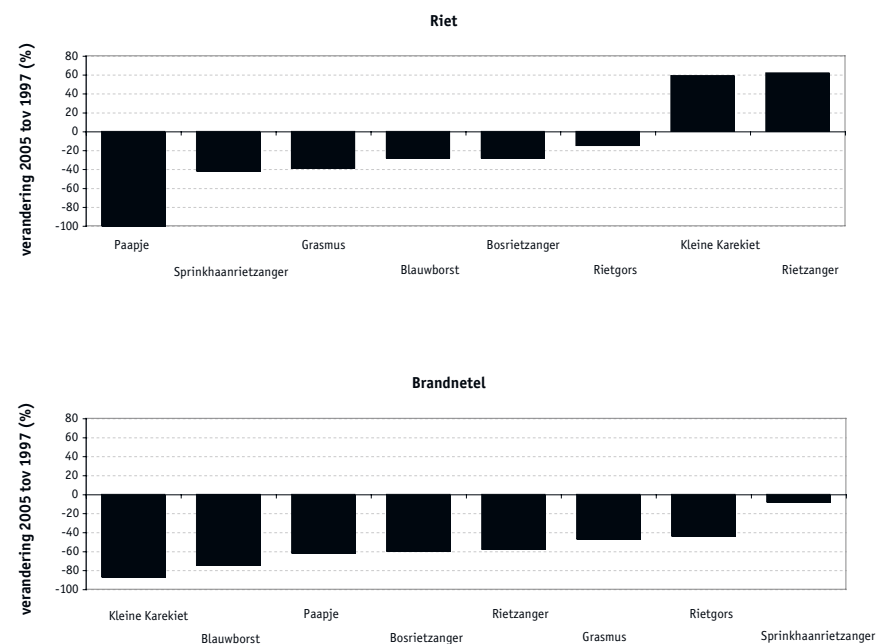 Riet
verandering 2005 tov 1997 (%)
80
60
40
20
0
-20
-40
-60
-80
-100
Paapje
Grasmus
Bosrietzanger
Kleine Karekiet
Sprinkhaanrietzanger
Blauwborst
Rietgors
Rietzanger
Brandnetel
verandering 2005 tov 1997 (%)
80
60
40
20
0
-20
-40
-60
-80
-100
Kleine Karekiet
Paapje
Rietzanger
Rietgors
Blauwborst
Bosrietzanger
Grasmus
Sprinkhaanrietzanger